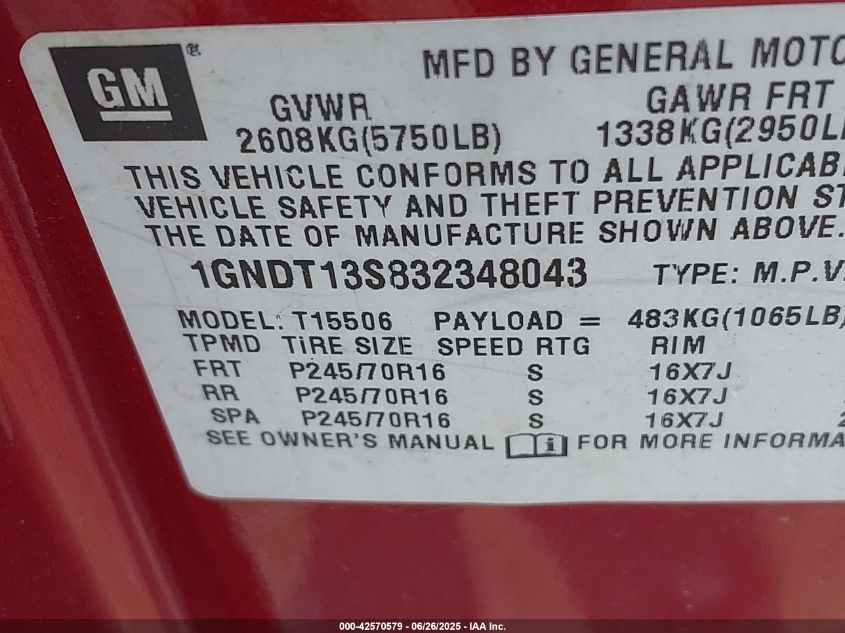 GM®
MFD BY GENERAL MOTO
GVWR GAWR FRT
2608KG(5750LB) 1338KG(2950L
THIS VEHICLE CONFORMS TO ALL APPLICAB
VEHICLE SAFETY AND THEFT PREVENTION ST
THE DATE OF MANUFACTURE SHOWN ABOVE.
1GNDT13S832348043 TYPE: M.P.V.
MODEL: T15506 PAYLOAD = 483KG(1065LB)
TPMD TIRE SIZE SPEED RTG RIM
FRT P245/70R16 S 16X7J
RR P245/70R16 S 16X7J
SPA P245/70R16 S 16X7J
SEE OWNER'S MANUAL i FOR MORE INFORMA
000-42570579 - 06/26/2025 - IAA Inc.